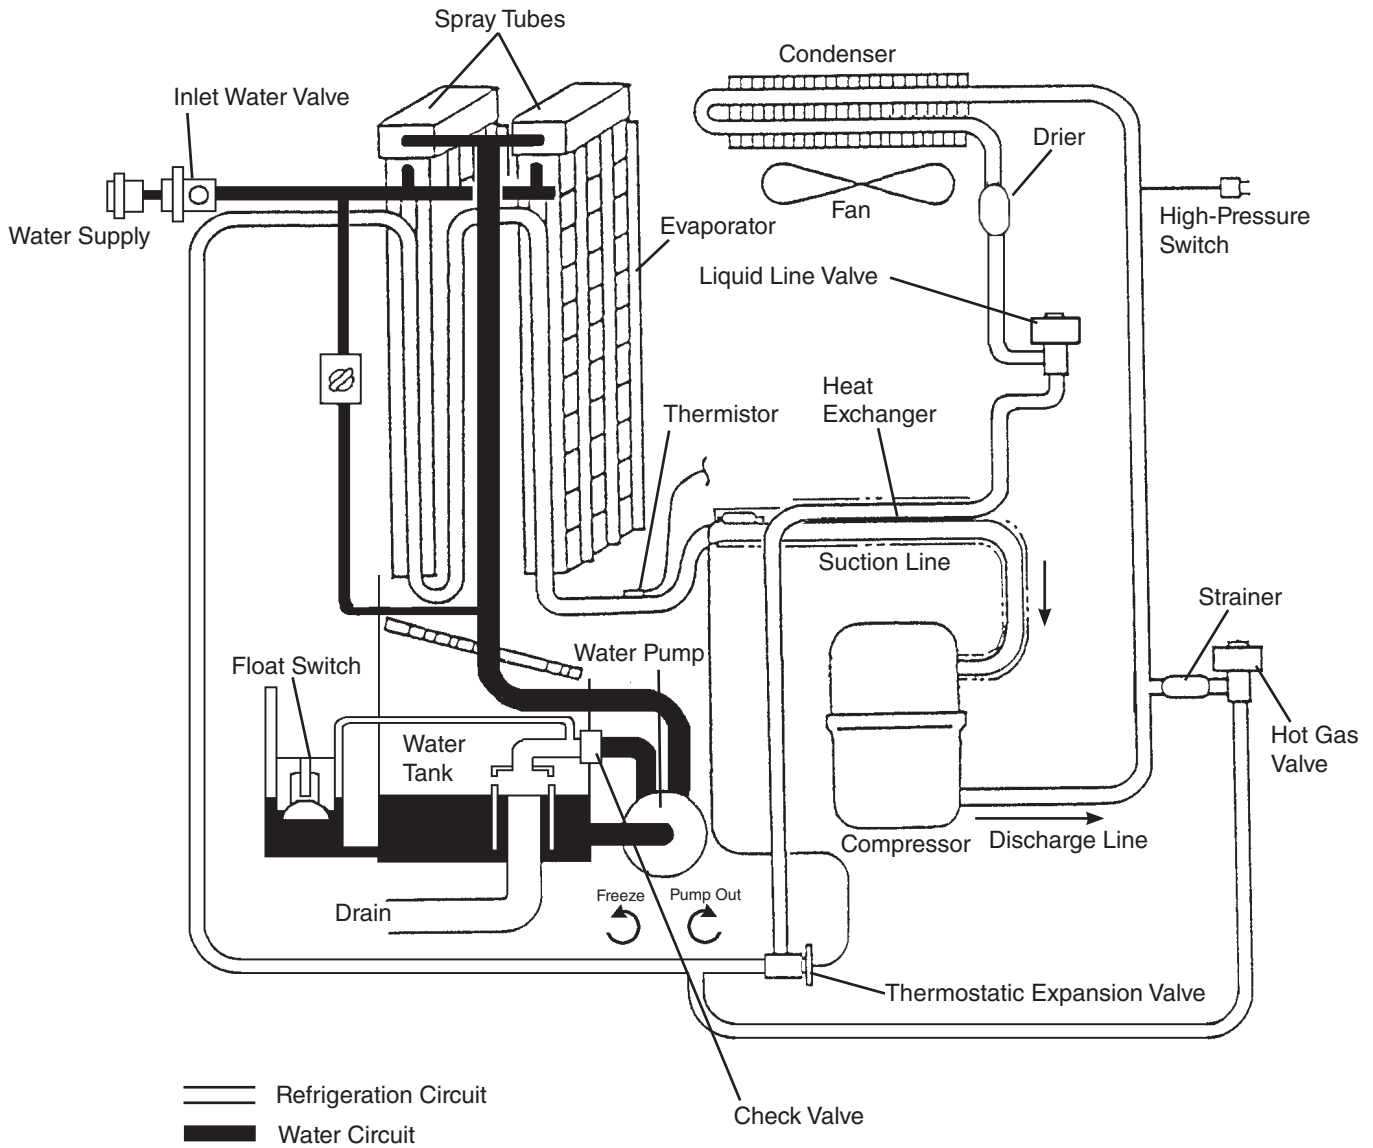 Spray Tubes
Condenser
Inlet Water Valve
Drier
Water Supply
Fan
High-Pressure
Switch
Evaporator
Liquid Line Valve
Heat
Exchanger
Thermistor
Suction Line
Strainer
Float Switch
Water Pump
Water
Tank
Hot Gas
Valve
Compressor
Discharge Line
Drain
Freeze
Pump Out
Thermostatic Expansion Valve
Refrigeration Circuit
Check Valve
Water Circuit